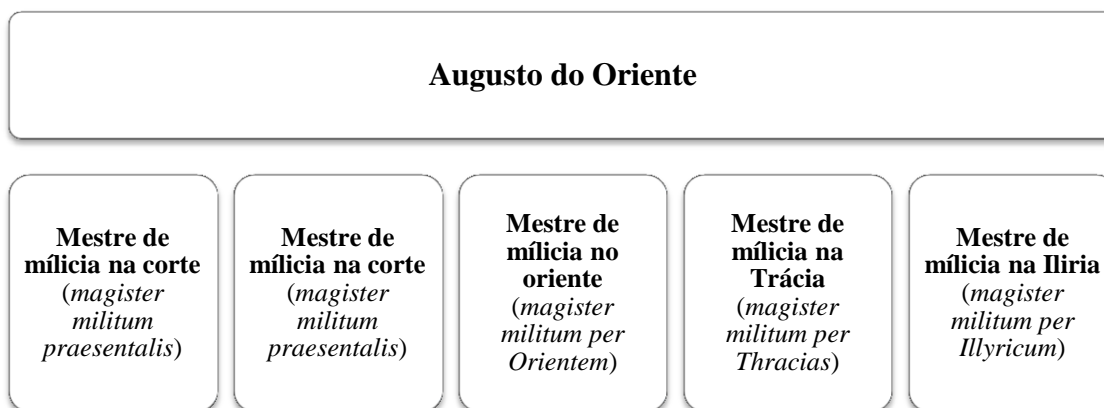 Augusto do Oriente
Mestre de
mílicia na corte
(magister
militum
praesentalis)
Mestre de
mílicia na corte
(magister
militum
praesentalis)
Mestre de
mílicia no
oriente
(magister
militum per
Orientem)
Mestre de
mílicia na
Trácia
(magister
militum per
Thracias)
Mestre de
mílicia na Iliria
(magister
militum per
Illyricum)